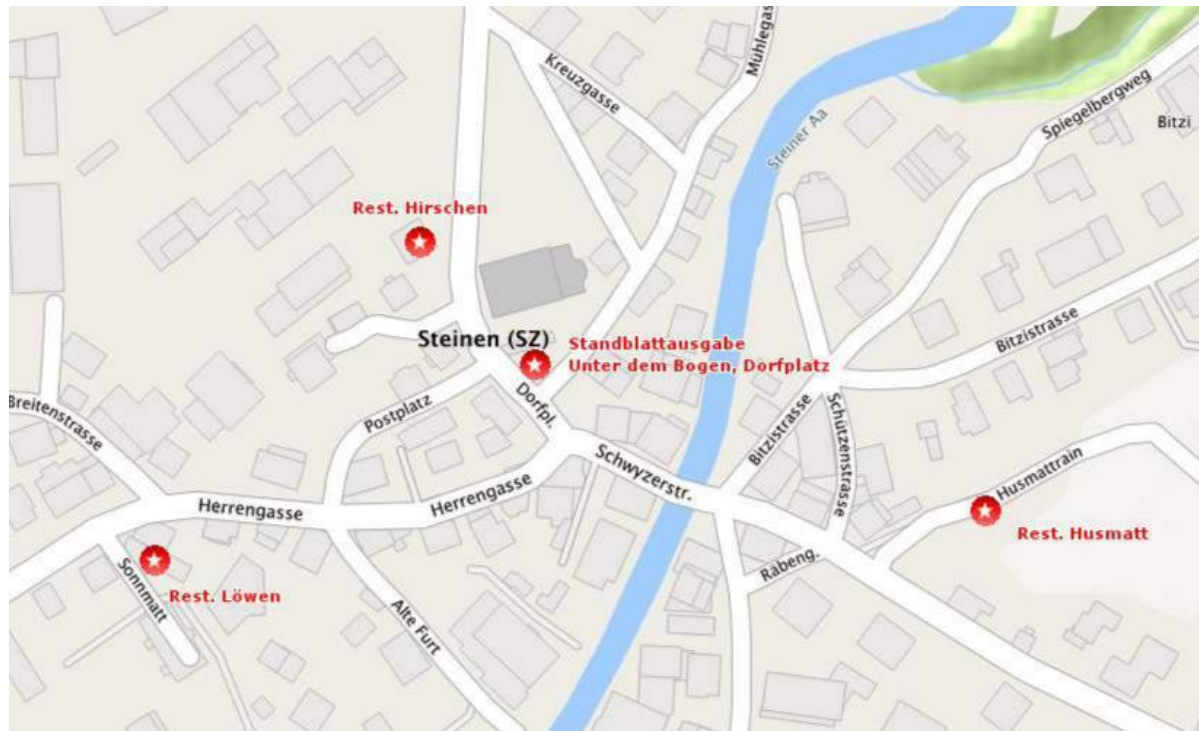 Kreuzgasse
Mühlegas
Steiner Aa
Spiegelbergweg
Bitzi
Rest. Hirschen
Steinen (SZ)
Standblattausgabe
Unter dem Bogen, Dorfplatz
Bitzistrasse
Breitenstrasse
Postplatz
Dorfpl.
Bitzistrasse
Schützenstrasse
Schwyzerstr.
Herrengasse
Herrengasse
Husmattrain
Rest. Husmatt
Räbeng.
Sonnmatt
Rest. Löwen
Alte Furt